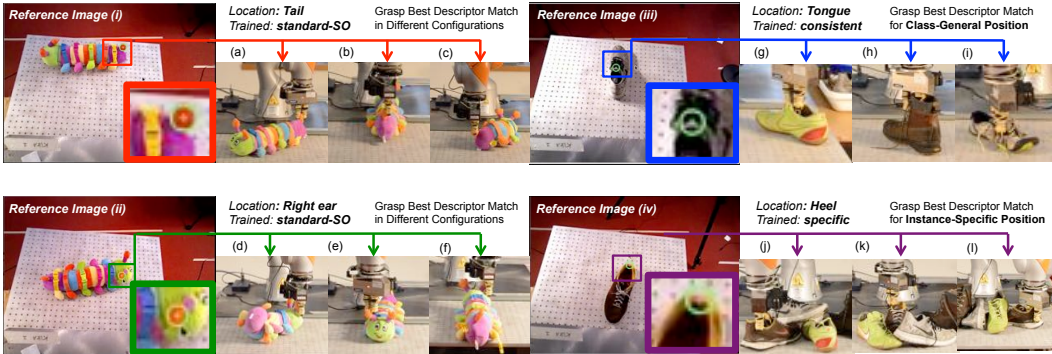 Reference Image (i)
Location: Tail
Trained: standard-SO
Grasp Best Descriptor Match
in Different Configurations
(a)
(b)
(c)
Reference Image (iii)
Location: Tongue
Trained: consistent
Grasp Best Descriptor Match
for Class-General Position
(g)
(h)
(i)
Reference Image (ii)
Location: Right ear
Trained: standard-SO
Grasp Best Descriptor Match
in Different Configurations
(d)
(e)
(f)
Reference Image (iv)
Location: Heel
Trained: specific
Grasp Best Descriptor Match
for Instance-Specific Position
(j)
(k)
(l)